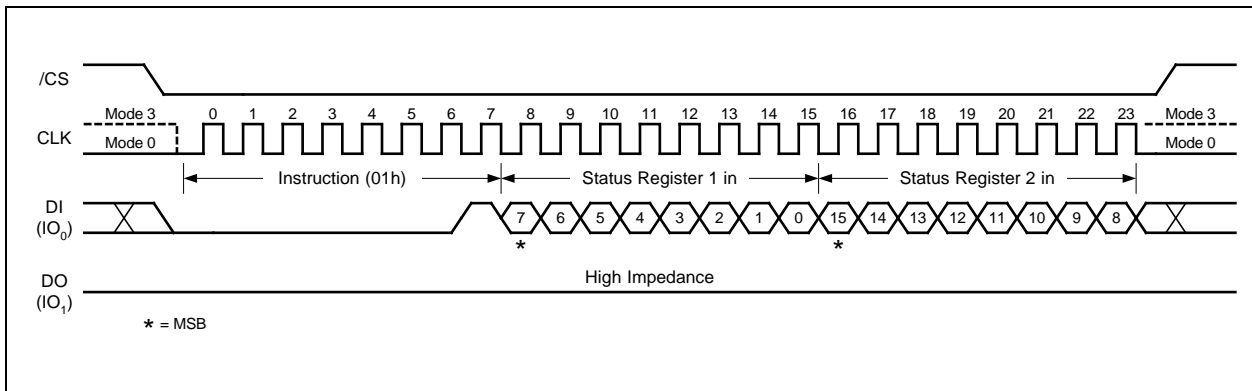 /CS
Mode 3 0 1 2 3 4 5 6 7 8 9 10 11 12 13 14 15 16 17 18 19 20 21 22 23 Mode 3
CLK Mode 0 Mode 0
Instruction (01h) Status Register 1 in Status Register 2 in
DI
(IO0) 7 6 5 4 3 2 1 0 15 14 13 12 11 10 9 8
* *
High Impedance
DO
(IO1)
* = MSB